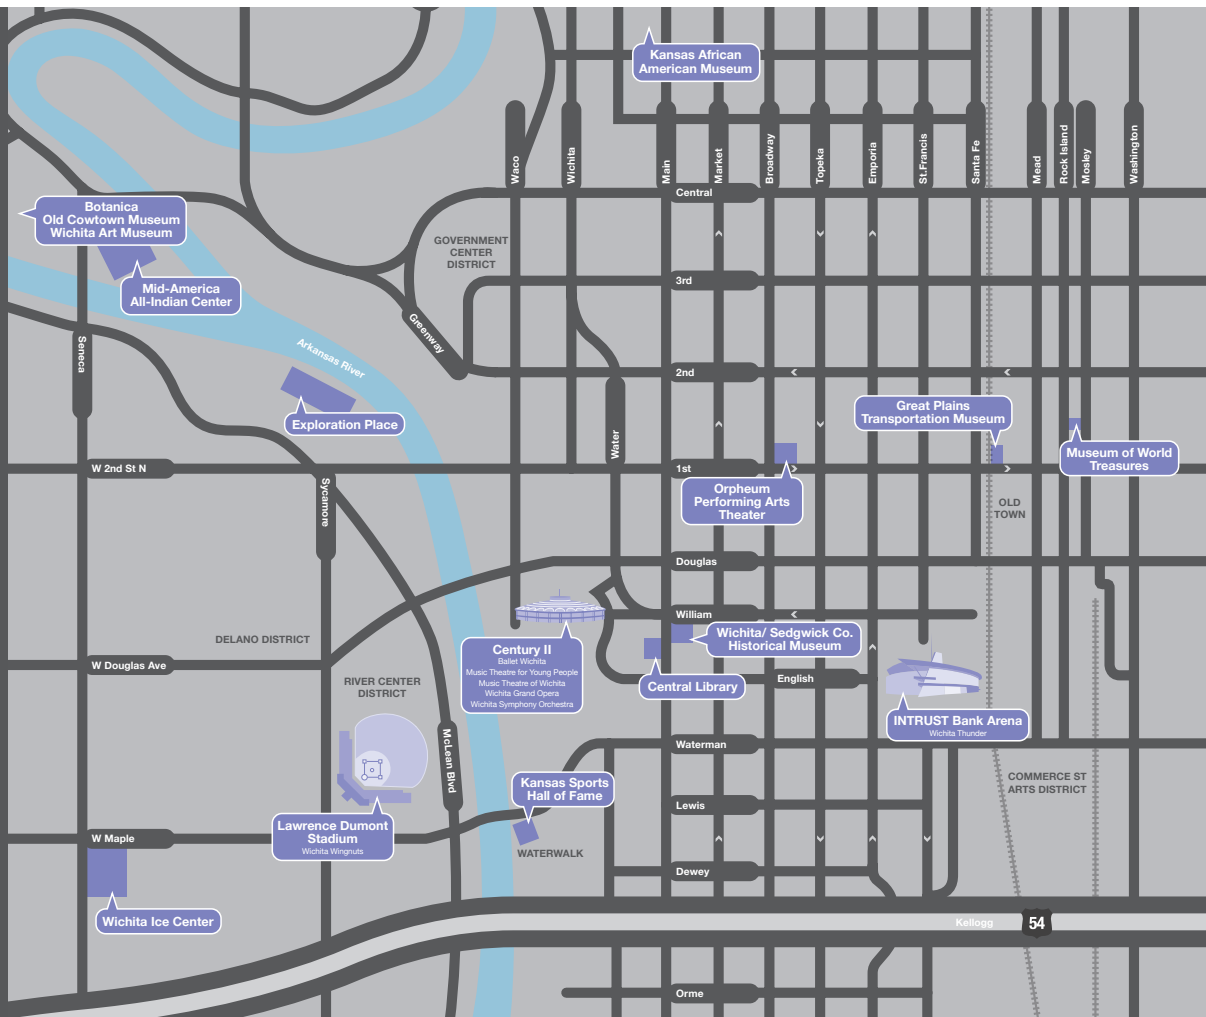 Kansas African
American Museum
Waco
Wichita
Main
Market
Broadway
Topeka
Emporia
St.Francis
Santa Fe
Mead
Rock Island
Mosley
Washington
Central
Botanica
Old Cowtown Museum
Wichita Art Museum
GOVERNMENT
CENTER
DISTRICT
Mid-America
All-Indian Center
3rd
Greenway
Seneca
Arkansas River
2nd
Exploration Place
Great Plains
Transportation Museum
Water
Museum of World
Treasures
W 2nd St N
1st
Sycamore
Orpheum
Performing Arts
Theater
OLD
TOWN
Douglas
William
DELANO DISTRICT
Century II
Ballet Wichita
Music Theatre for Young People
Music Theatre of Wichita
Wichita Grand Opera
Wichita Symphony Orchestra
Wichita/ Sedgwick Co.
Historical Museum
W Douglas Ave
RIVER CENTER
DISTRICT
Central Library
English
INTRUST Bank Arena
Wichita Thunder
McLean Blvd
Waterman
Kansas Sports
Hall of Fame
COMMERCE ST
ARTS DISTRICT
Lewis
Lawrence Dumont
Stadium
Wichita Wingnuts
W Maple
WATERWALK
Dewey
Wichita Ice Center
Kellogg
54
Orme